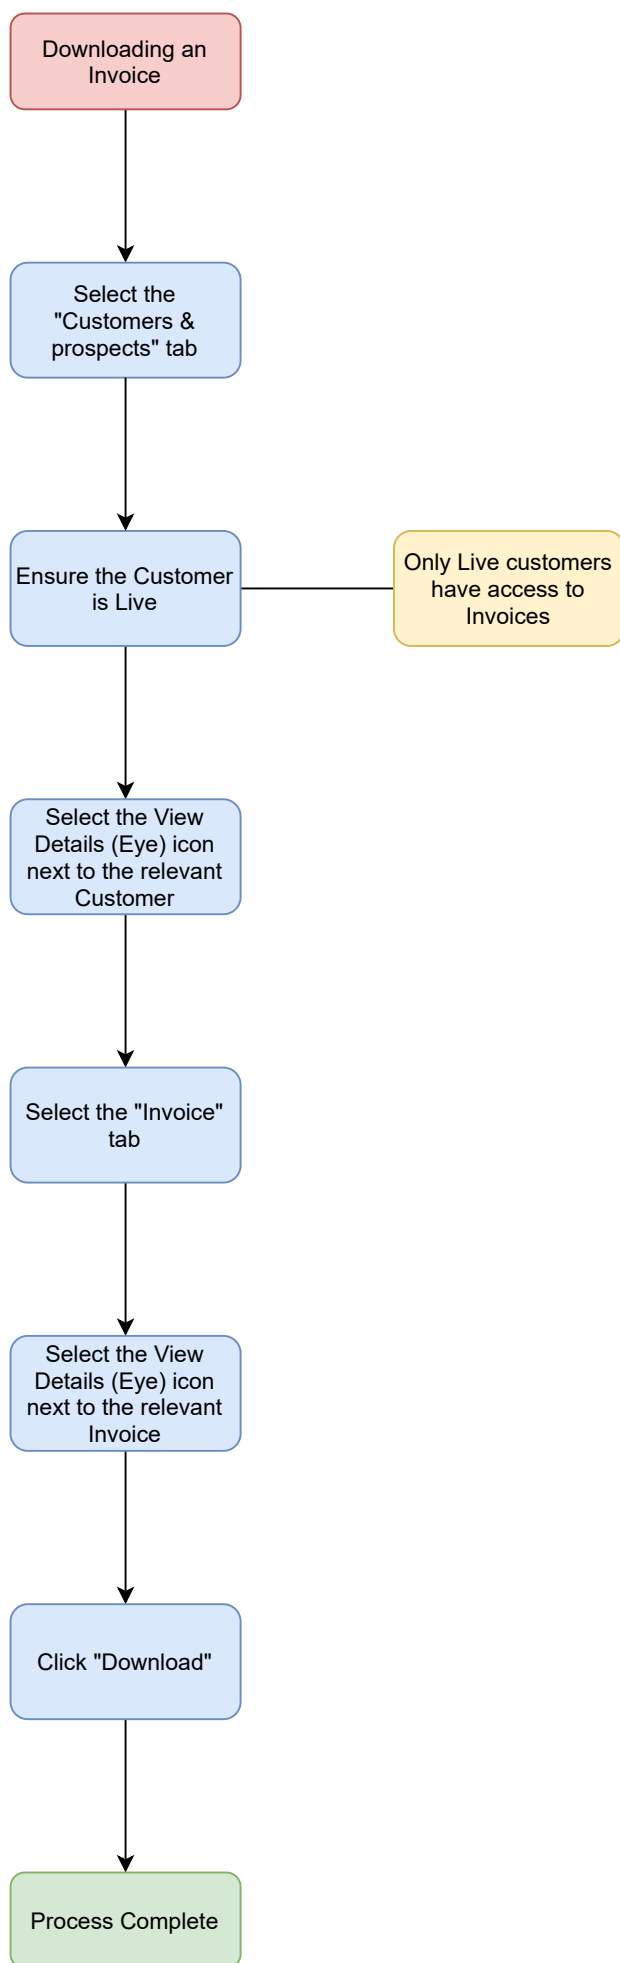 Downloading an
Invoice
Select the
"Customers &
prospects" tab
Ensure the Customer
is Live
Only Live customers
have access to
Invoices
Select the View
Details (Eye) icon
next to the relevant
Customer
Select the "Invoice"
tab
Select the View
Details (Eye) icon
next to the relevant
Invoice
Click "Download"
Process Complete